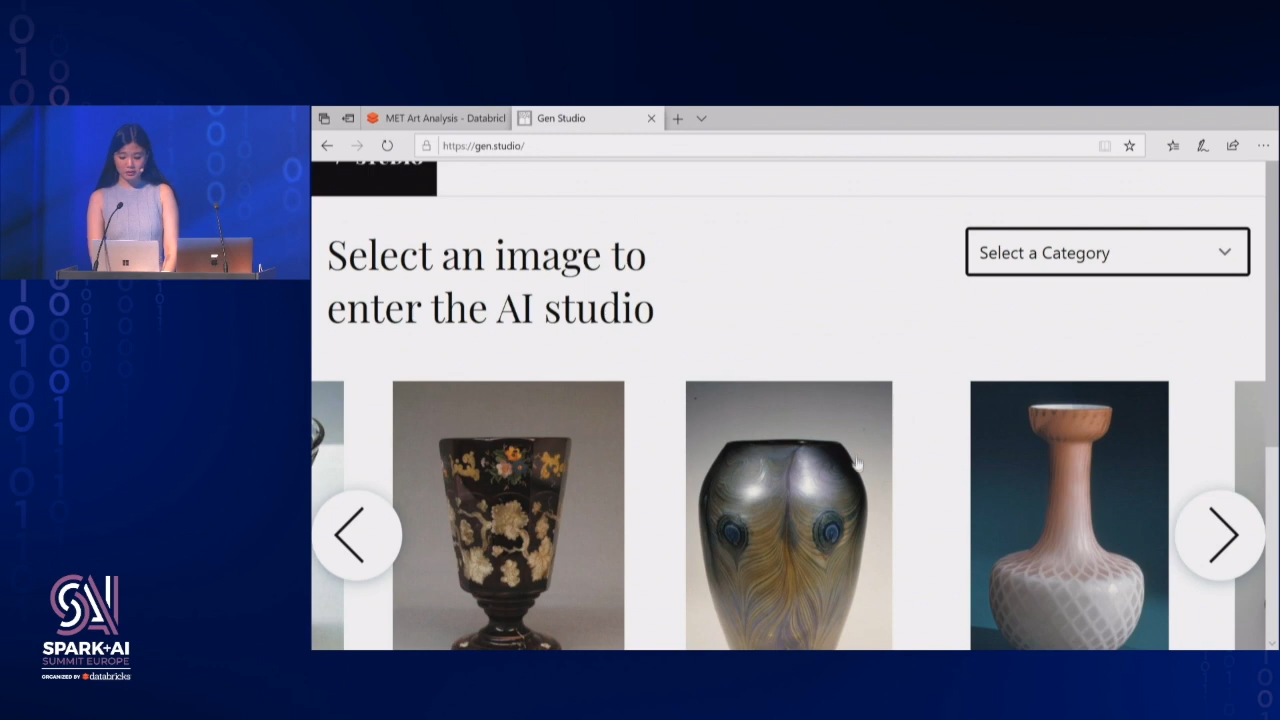 MET Art Analysis - Databricl
Gen Studio
https://gen.studio/
Select an image to
enter the AI studio
Select a Category
SPARK+AI
SUMMIT EUROPE
ORGANIZED BY databricks